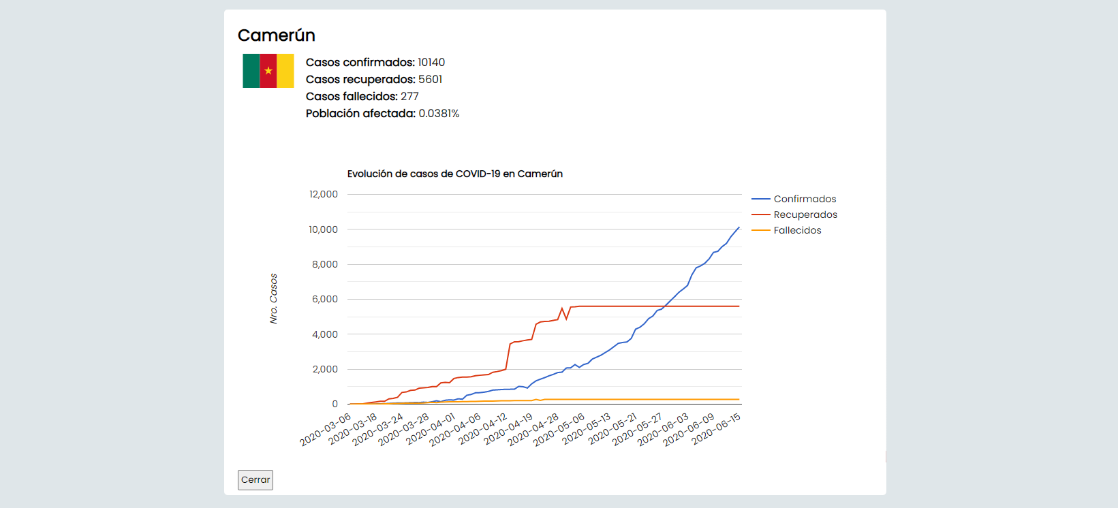 Camerún
Casos confirmados: 10140
Casos recuperados: 5601
Casos fallecidos: 277
Población afectada: 0.0381%
Evolución de casos de COVID-19 en Camerún
12,000
10,000
8,000
6,000
4,000
2,000
0
Nro. Casos
Confirmados
Recuperados
Fallecidos
2020-03-06
2020-03-18
2020-03-24
2020-03-28
2020-04-01
2020-04-06
2020-04-12
2020-04-19
2020-04-28
2020-05-06
2020-05-13
2020-05-21
2020-05-27
2020-06-03
2020-06-09
2020-06-15
Cerrar